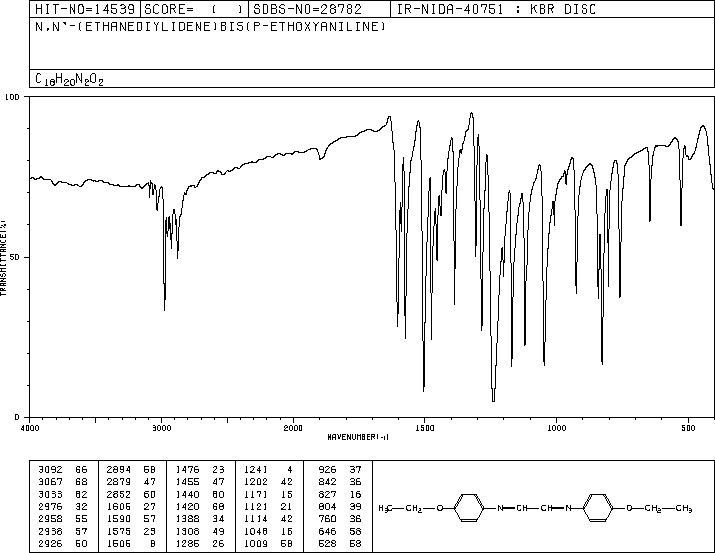 HIT-NO=14539 SCORE= ( ) SDBS-NO=28782 IR-NIDA-40751 : KBR DISC
N,N'-(ETHANEDIYLIDENE)BIS(P-ETHOXYANILINE)
C18H20N2O2
100
50
0
TRANSMITTANCE(%)
4000 3000 2000 1500 1000 500
WAVENUMBER(-1)
3092 66 2894 58 1476 23 1241 4 926 37
3067 68 2879 47 1455 47 1202 42 842 36
3033 62 2852 60 1440 60 1171 15 827 16
2976 32 1606 27 1420 68 1121 21 804 39
2958 55 1590 57 1388 34 1114 42 760 36
2938 57 1575 23 1308 49 1048 15 646 58
2926 50 1506 8 1285 26 1009 58 528 58
H3C CH2 O N CH CH N O CH2 CH3